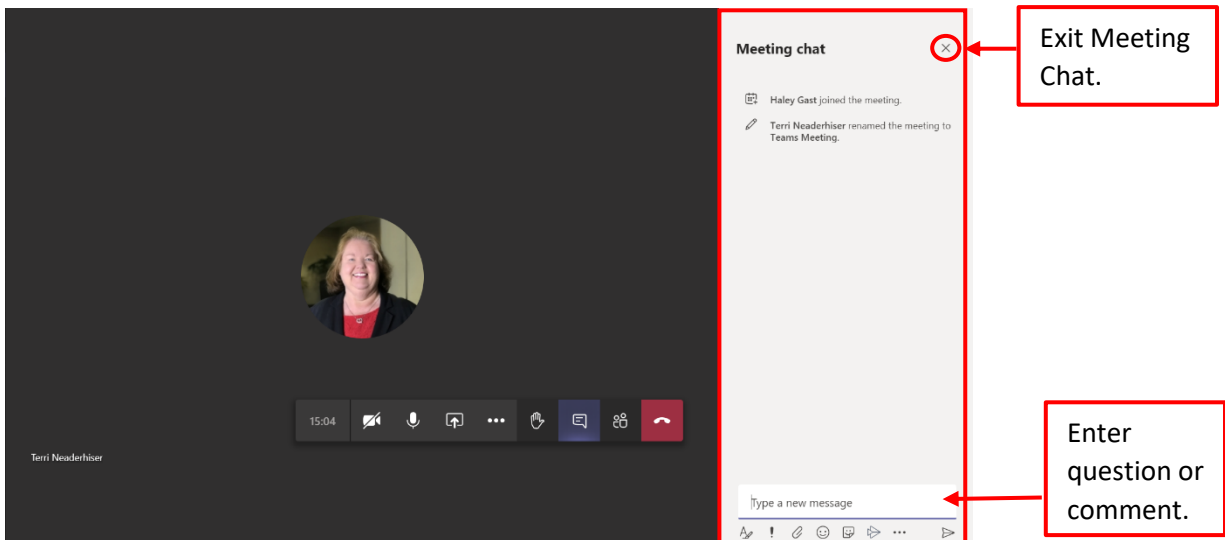 Meeting chat
Haley Gast joined the meeting.
Terri Neaderhiser renamed the meeting to
Teams Meeting.
Exit Meeting
Chat.
15:04
Terri Neaderhiser
Type a new message
Enter
question or
comment.